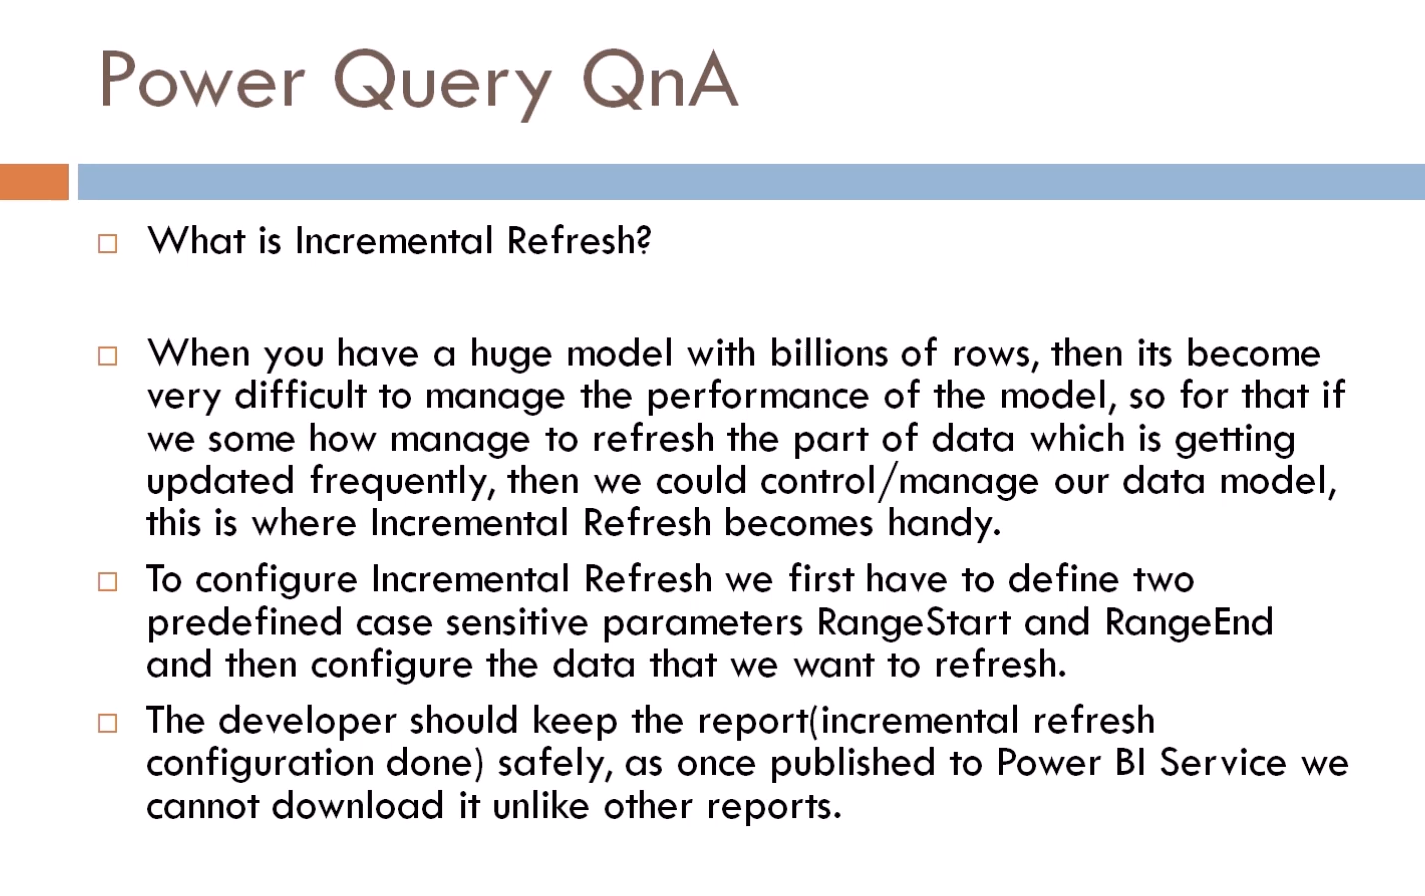 Power Query QnA
What is Incremental Refresh?
When you have a huge model with billions of rows, then its become
very difficult to manage the performance of the model, so for that if
we some how manage to refresh the part of data which is getting
updated frequently, then we could control/manage our data model,
this is where Incremental Refresh becomes handy.
To configure Incremental Refresh we first have to define two
predefined case sensitive parameters RangeStart and RangeEnd
and then configure the data that we want to refresh.
The developer should keep the report(incremental refresh
configuration done) safely, as once published to Power BI Service we
cannot download it unlike other reports.